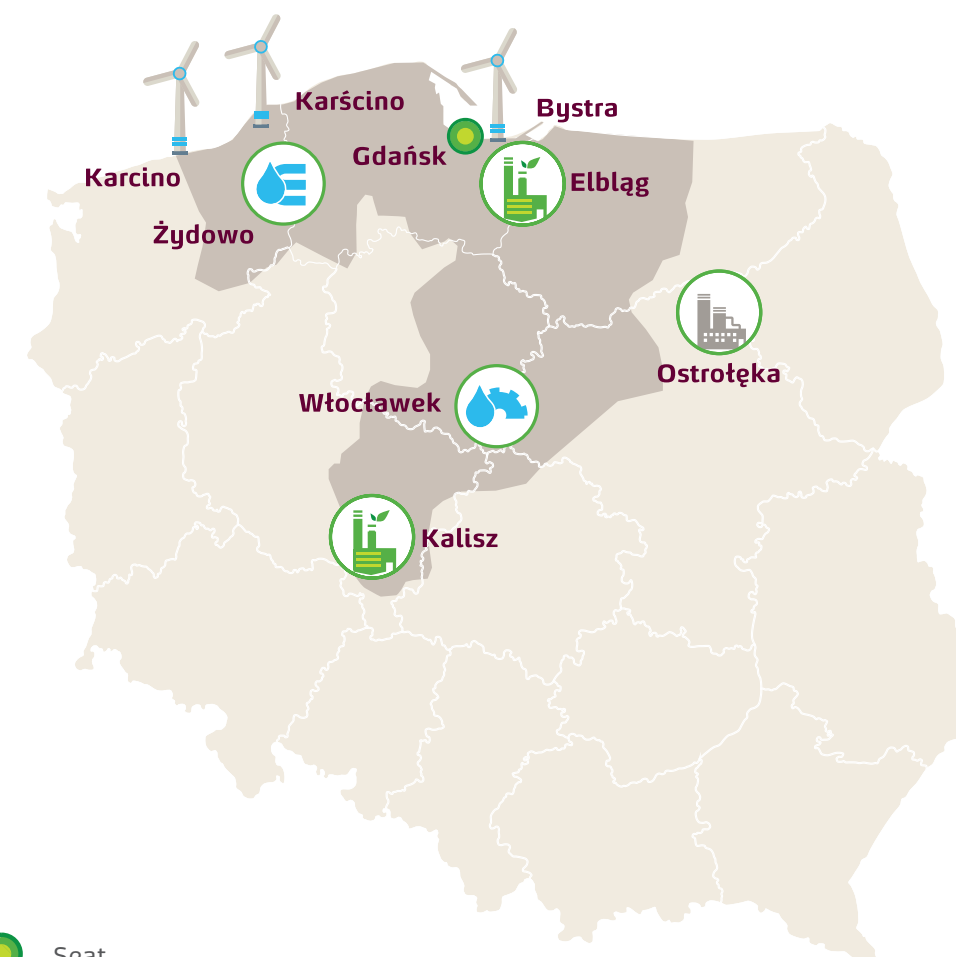 Karścino
Bystra
Gdańsk
Karcino
Elbląg
Żydowo
Ostrołęka
Włocławek
Kalisz
Seat